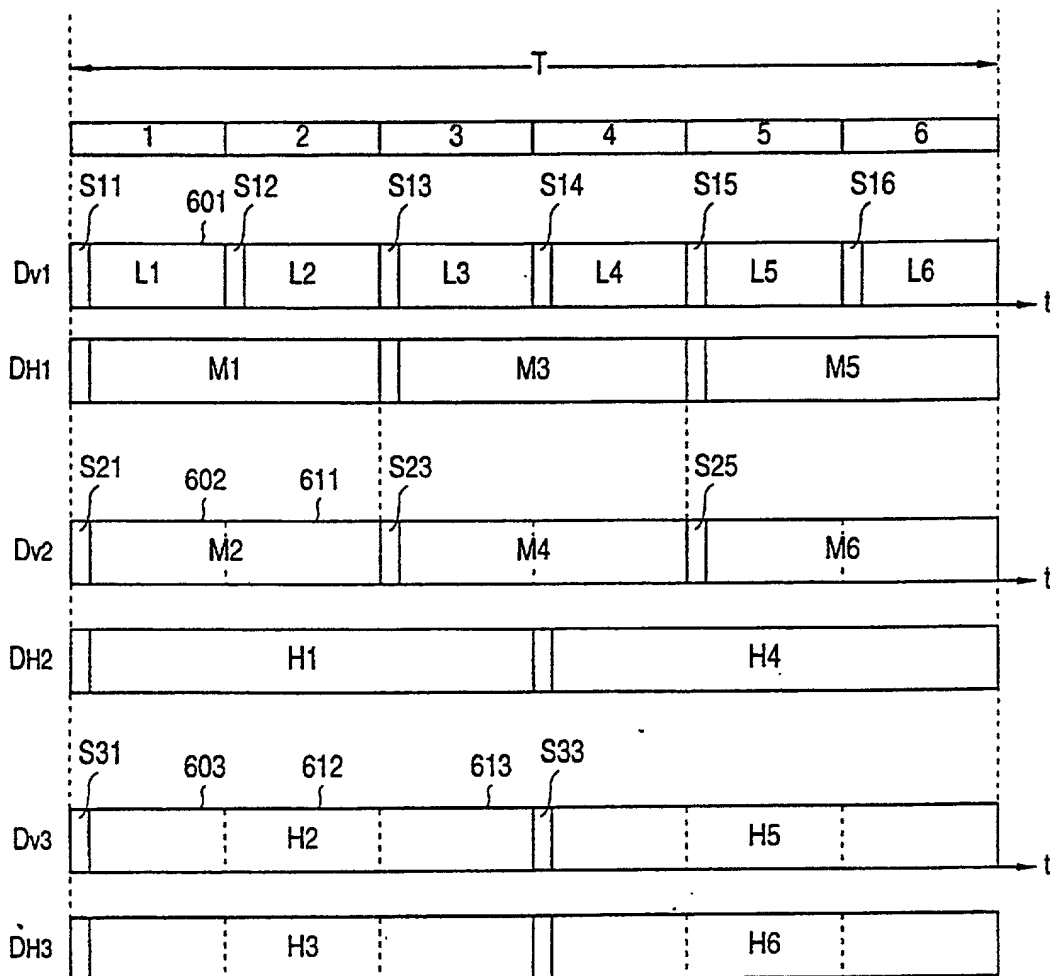 T
1 2 3 4 5 6
S11 601 S12 S13 S14 S15 S16
Dv1 L1 L2 L3 L4 L5 L6 t
DH1 M1 M3 M5
S21 602 611 S23 S25
Dv2 M2 M4 M6 t
DH2 H1 H4
S31 603 612 613 S33
Dv3 H2 H5 t
DH3 H3 H6